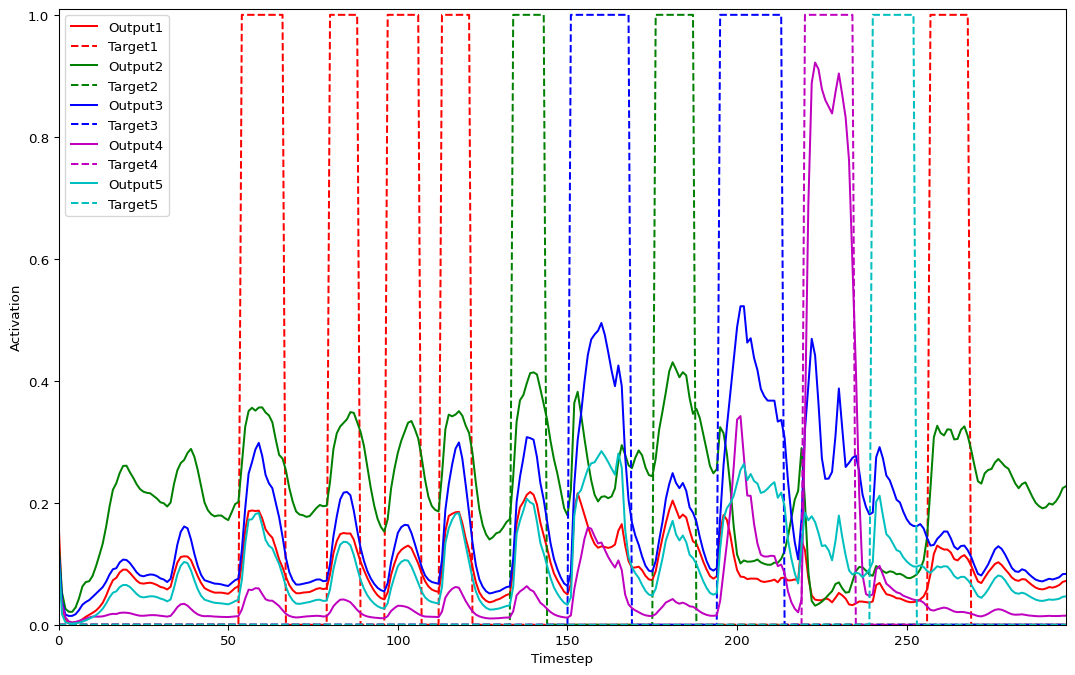 1.0
0.8
0.6
0.4
0.2
0.0
Activation
Output1
Target1
Output2
Target2
Output3
Target3
Output4
Target4
Output5
Target5
0
50
100
150
200
250
Timestep